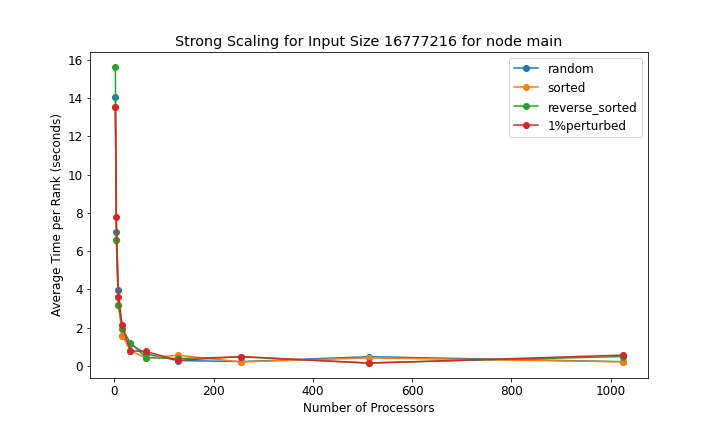 Strong Scaling for Input Size 16777216 for node main
random
sorted
reverse_sorted
1%perturbed
Average Time per Rank (seconds)
16
14
12
10
8
6
4
2
0
0 200 400 600 800 1000
Number of Processors